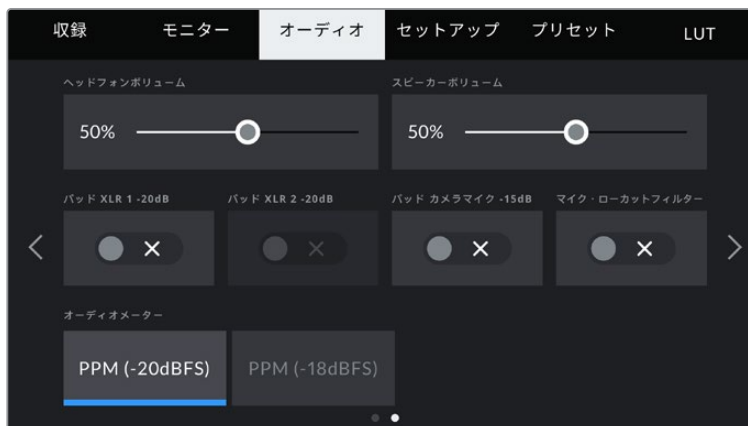 収録 モニター オーディオ セットアップ プリセット LUT
ヘッドフォンボリューム スピーカーボリューム
50% 50%
パッド XLR 1 -20dB パッド XLR 2 -20dB パッド カメラマイク -15dB マイク・ローカットフィルター
オーディオメーター
PPM (-20dBFS) PPM (-18dBFS)